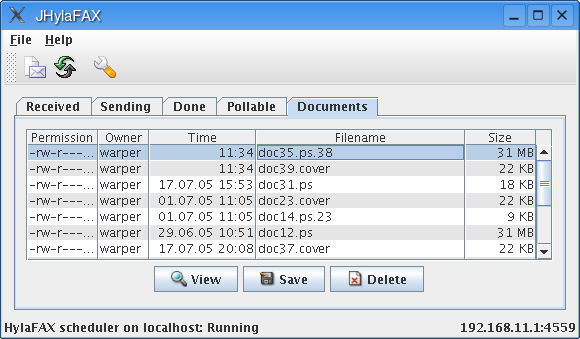 JHylaFAX
File Help
Received Sending Done Pollable Documents
Permission Owner Time Filename Size
-rw-r---... warper 11:34 doc35.ps.38 31 MB
-rw-r---... warper 11:34 doc39.cover 22 KB
-rw-r---... warper 17.07.05 15:53 doc31.ps 18 KB
-rw-r---... warper 01.07.05 11:05 doc23.cover 22 KB
-rw-r---... warper 01.07.05 11:05 doc14.ps.23 9 KB
-rw-r---... warper 29.06.05 10:51 doc12.ps 31 MB
-rw-r---... warper 17.07.05 20:08 doc37.cover 22 KB
View Save Delete
HylaFAX scheduler on localhost: Running 192.168.11.1:4559